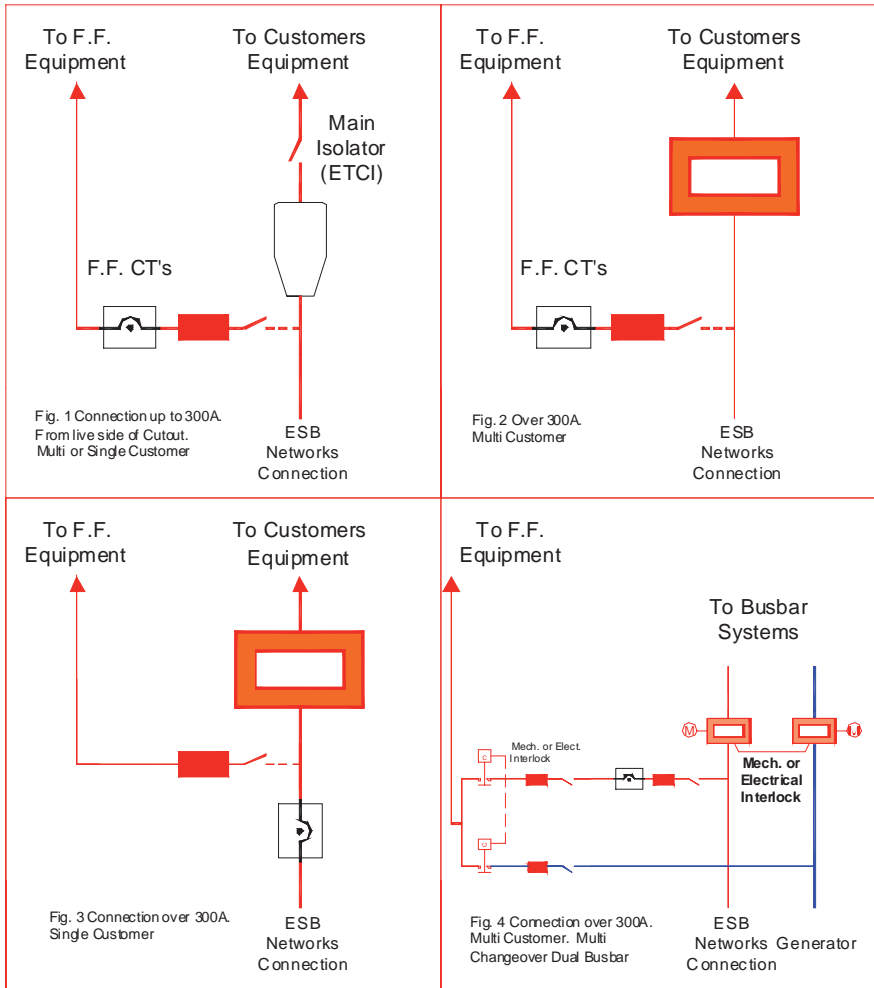 To F.F.
Equipment
To Customers
Equipment
Main
Isolator
(ETCI)
F.F. CT's
Fig. 1 Connection up to 300A.
From live side of Cutout.
Multi or Single Customer
ESB
Networks
Connection
To F.F.
Equipment
To Customers
Equipment
F.F. CT's
Fig. 2 Over 300A.
Multi Customer
ESB
Networks
Connection
To F.F.
Equipment
To Customers
Equipment
Fig. 3 Connection over 300A.
Single Customer
ESB
Networks
Connection
To F.F.
Equipment
To Busbar
Systems
M
Mech. or Elect.
Interlock
C
Mech. or
Electrical
Interlock
C
Fig. 4 Connection over 300A.
Multi Customer. Multi
Changeover Dual Busbar
ESB
Networks Generator
Connection